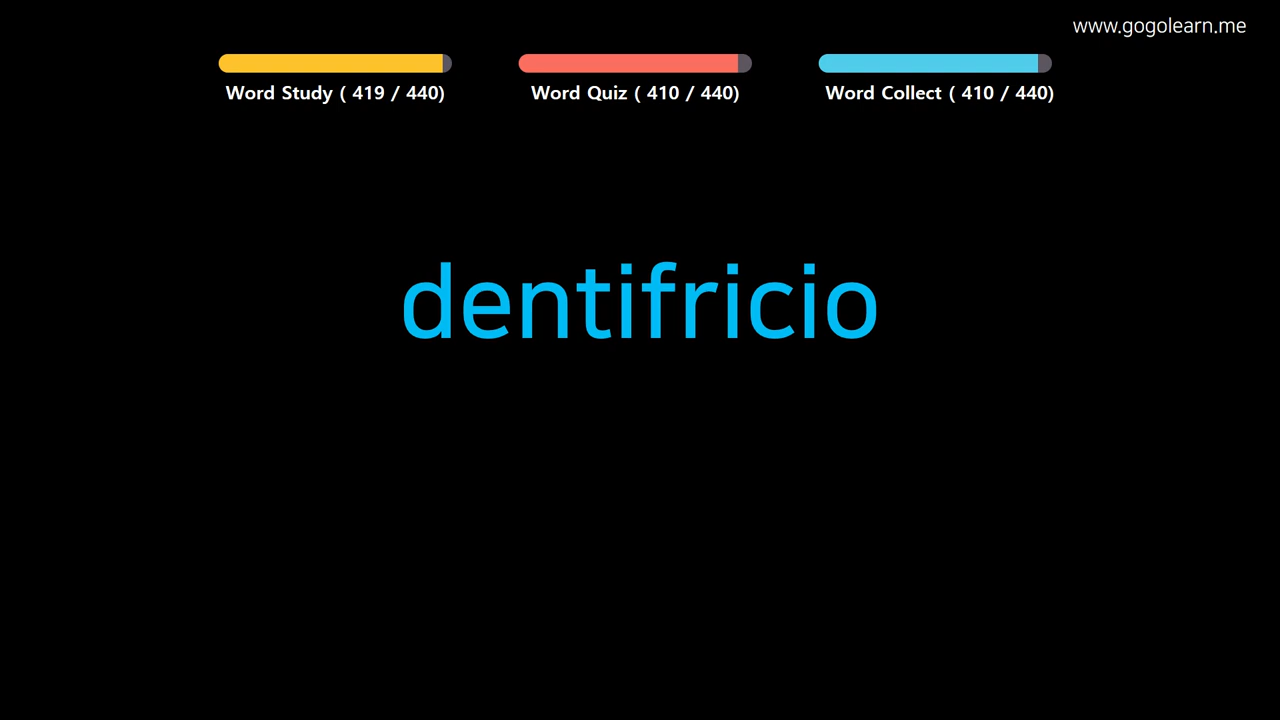 www.gogolearn.me
Word Study ( 419 / 440)
Word Quiz ( 410 / 440)
Word Collect ( 410 / 440)
dentifricio